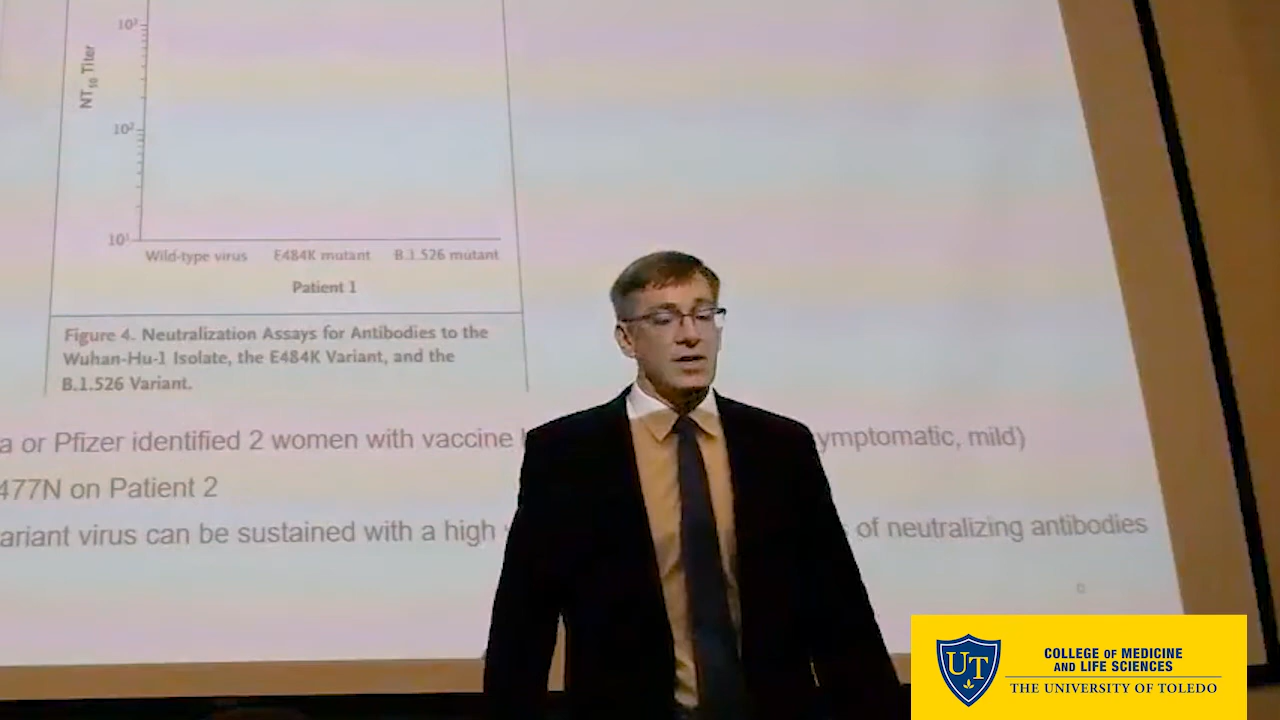 10³
NT₅₀ Titer
10²
10¹
Wild-type virus E484K mutant B.1.526 mutant
Patient 1
Figure 4. Neutralization Assays for Antibodies to the
Wuhan-Hu-1 Isolate, the E484K Variant, and the
B.1.526 Variant.
a or Pfizer identified 2 women with vaccine ymptomatic, mild)
477N on Patient 2
ariant virus can be sustained with a high of neutralizing antibodies
UT
COLLEGE OF MEDICINE
AND LIFE SCIENCES
THE UNIVERSITY OF TOLEDO